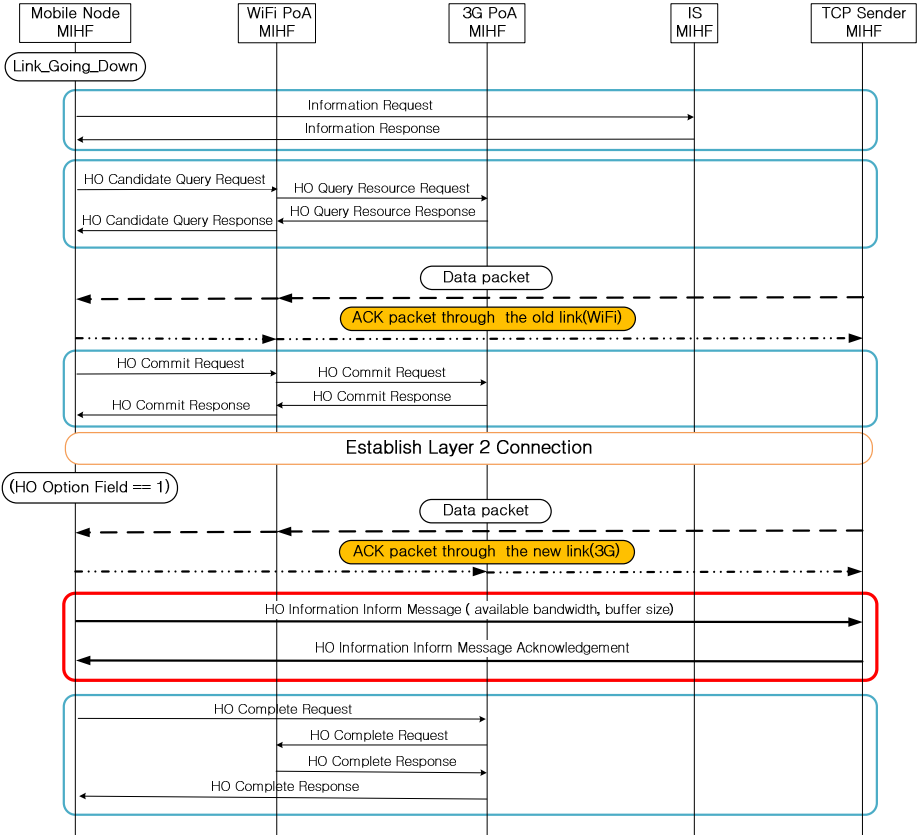 Mobile Node
MIHF
WiFi PoA
MIHF
3G PoA
MIHF
IS
MIHF
TCP Sender
MIHF
Link_Going_Down
Information Request
Information Response
HO Candidate Query Request
HO Query Resource Request
HO Query Resource Response
HO Candidate Query Response
Data packet
ACK packet through the old link(WiFi)
HO Commit Request
HO Commit Request
HO Commit Response
HO Commit Response
Establish Layer 2 Connection
(HO Option Field == 1)
Data packet
ACK packet through the new link(3G)
HO Information Inform Message ( available bandwidth, buffer size)
HO Information Inform Message Acknowledgement
HO Complete Request
HO Complete Request
HO Complete Response
HO Complete Response